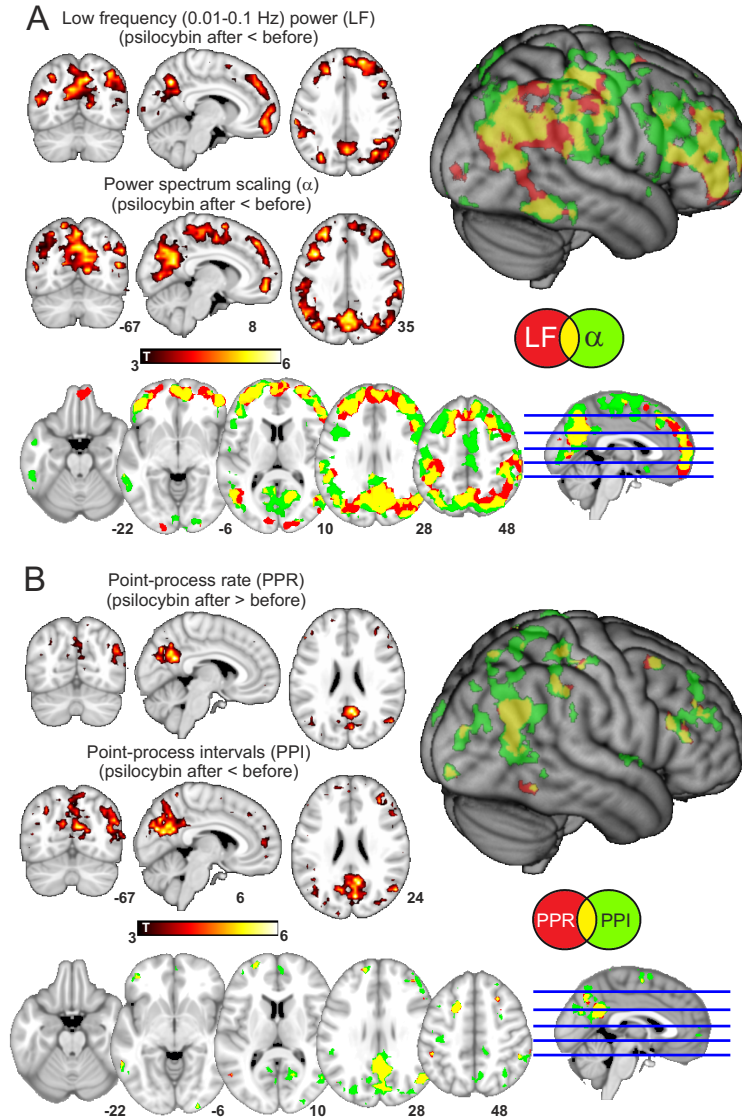 A
Low frequency (0.01-0.1 Hz) power (LF)
(psilocybin after < before)
Power spectrum scaling (α)
(psilocybin after < before)
-67
8
35
T
3
6
LF
α
-22
-6
10
28
48
B
Point-process rate (PPR)
(psilocybin after > before)
Point-process intervals (PPI)
(psilocybin after < before)
-67
6
24
T
3
6
PPR
PPI
-22
-6
10
28
48